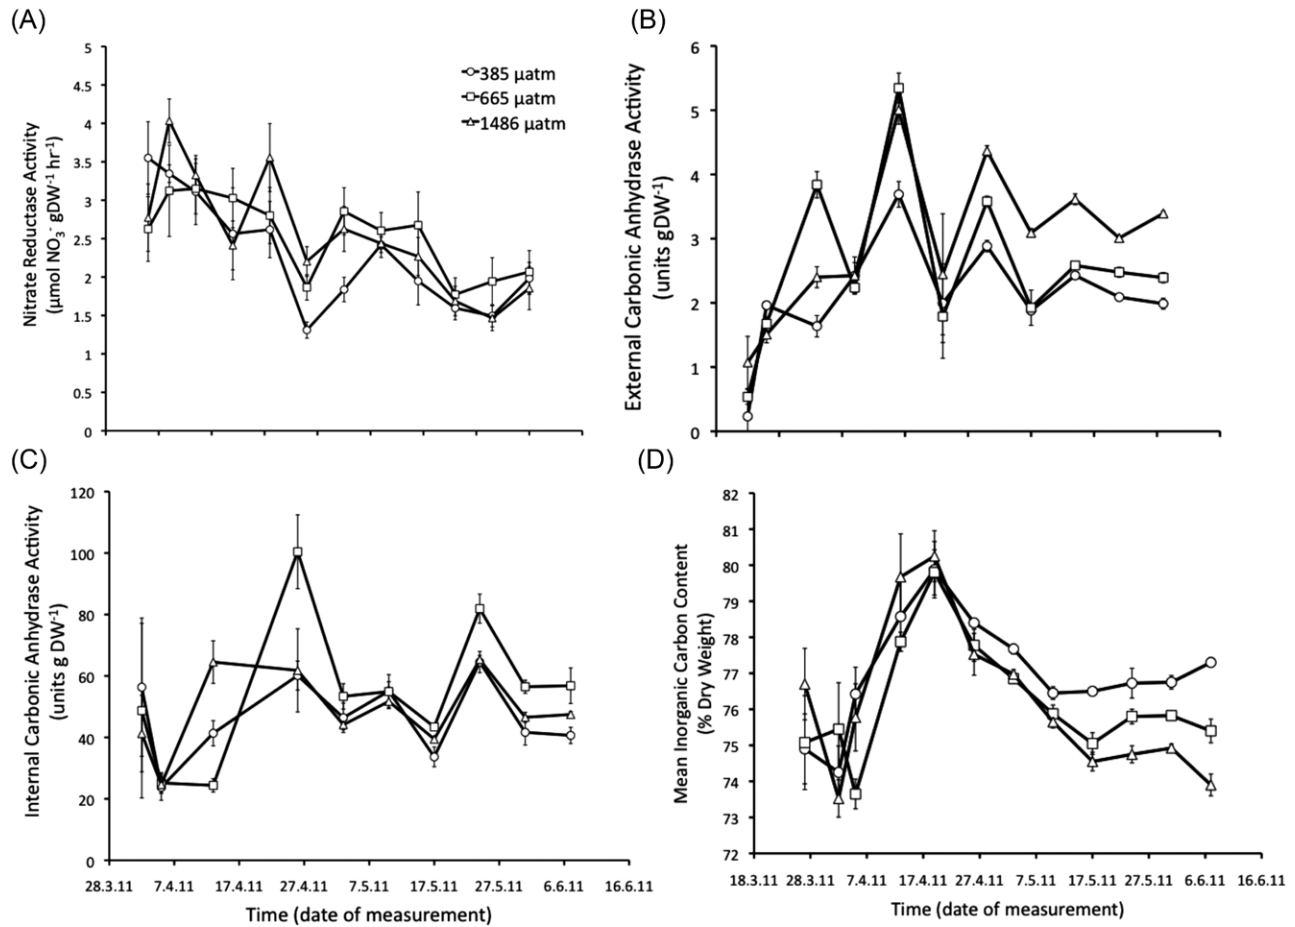 (A)
Nitrate Reductase Activity
(µmol NO3- gDW-1 hr-1)
5
4.5
4
3.5
3
2.5
2
1.5
1
0.5
0
385 µatm
665 µatm
1486 µatm
(B)
External Carbonic Anhydrase Activity
(units gDW-1)
6
5
4
3
2
1
0
(C)
Internal Carbonic Anhydrase Activity
(units g DW-1)
120
100
80
60
40
20
0
28.3.11 7.4.11 17.4.11 27.4.11 7.5.11 17.5.11 27.5.11 6.6.11 16.6.11
Time (date of measurement)
(D)
Mean Inorganic Carbon Content
(% Dry Weight)
82
81
80
79
78
77
76
75
74
73
72
18.3.11 28.3.11 7.4.11 17.4.11 27.4.11 7.5.11 17.5.11 27.5.11 6.6.11 16.6.11
Time (date of measurement)